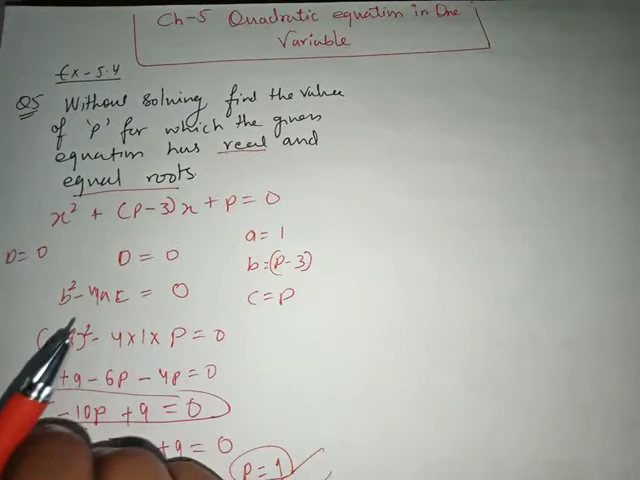 Ch-5 Quadratic equation in One
Variable
Ex-5.4
Q5 Without solving find the value
of 'p' for which the given
equation has real and
equal roots.
x² + (p-3)x + p = 0
a = 1
D = 0
D = 0
b = (p-3)
b² - 4ac = 0
c = p
² - 4x1x p = 0
+ 9 - 6p - 4p = 0
- 10p + 9 = 0
+ 9 = 0
p = 1